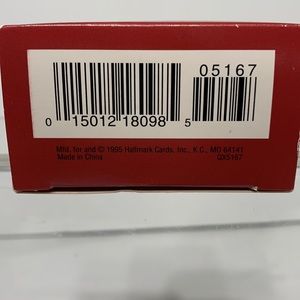 05167
0 15012 18098 5
Mfd. for and © 1995 Hallmark Cards, Inc., K.C., MO 64141
Made in China QX5167